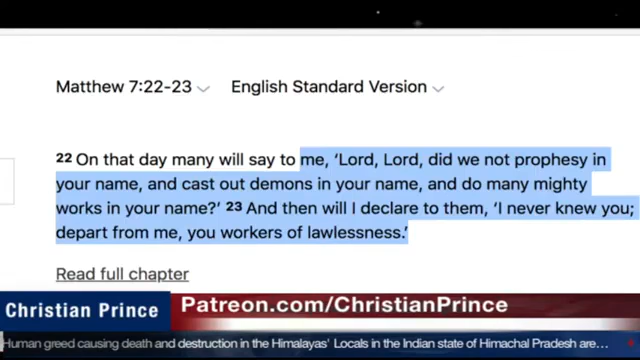 Matthew 7:22-23 English Standard Version
22 On that day many will say to me, ‘Lord, Lord, did we not prophesy in
your name, and cast out demons in your name, and do many mighty
works in your name?’ 23 And then will I declare to them, ‘I never knew you;
depart from me, you workers of lawlessness.’
Read full chapter
Christian Prince Patreon.com/ChristianPrince
Human greed causing death and destruction in the Himalayas' Locals in the Indian state of Himachal Pradesh are…